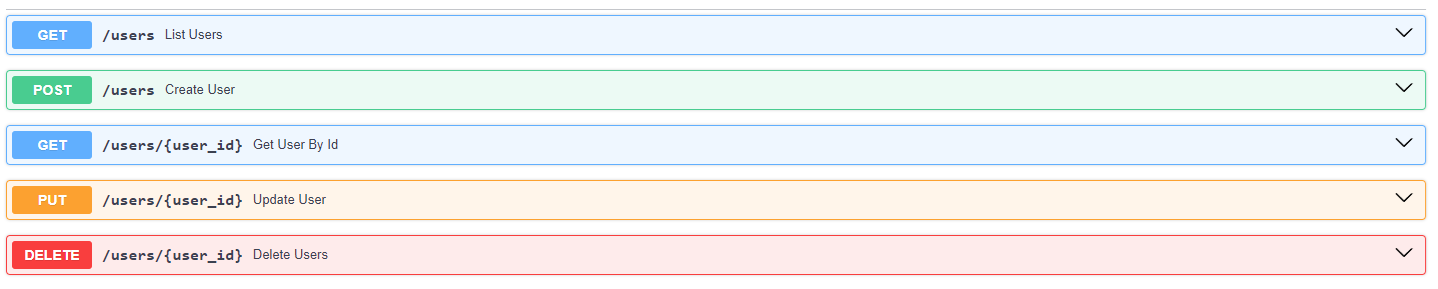 GET /users List Users
POST /users Create User
GET /users/{user_id} Get User By Id
PUT /users/{user_id} Update User
DELETE /users/{user_id} Delete Users